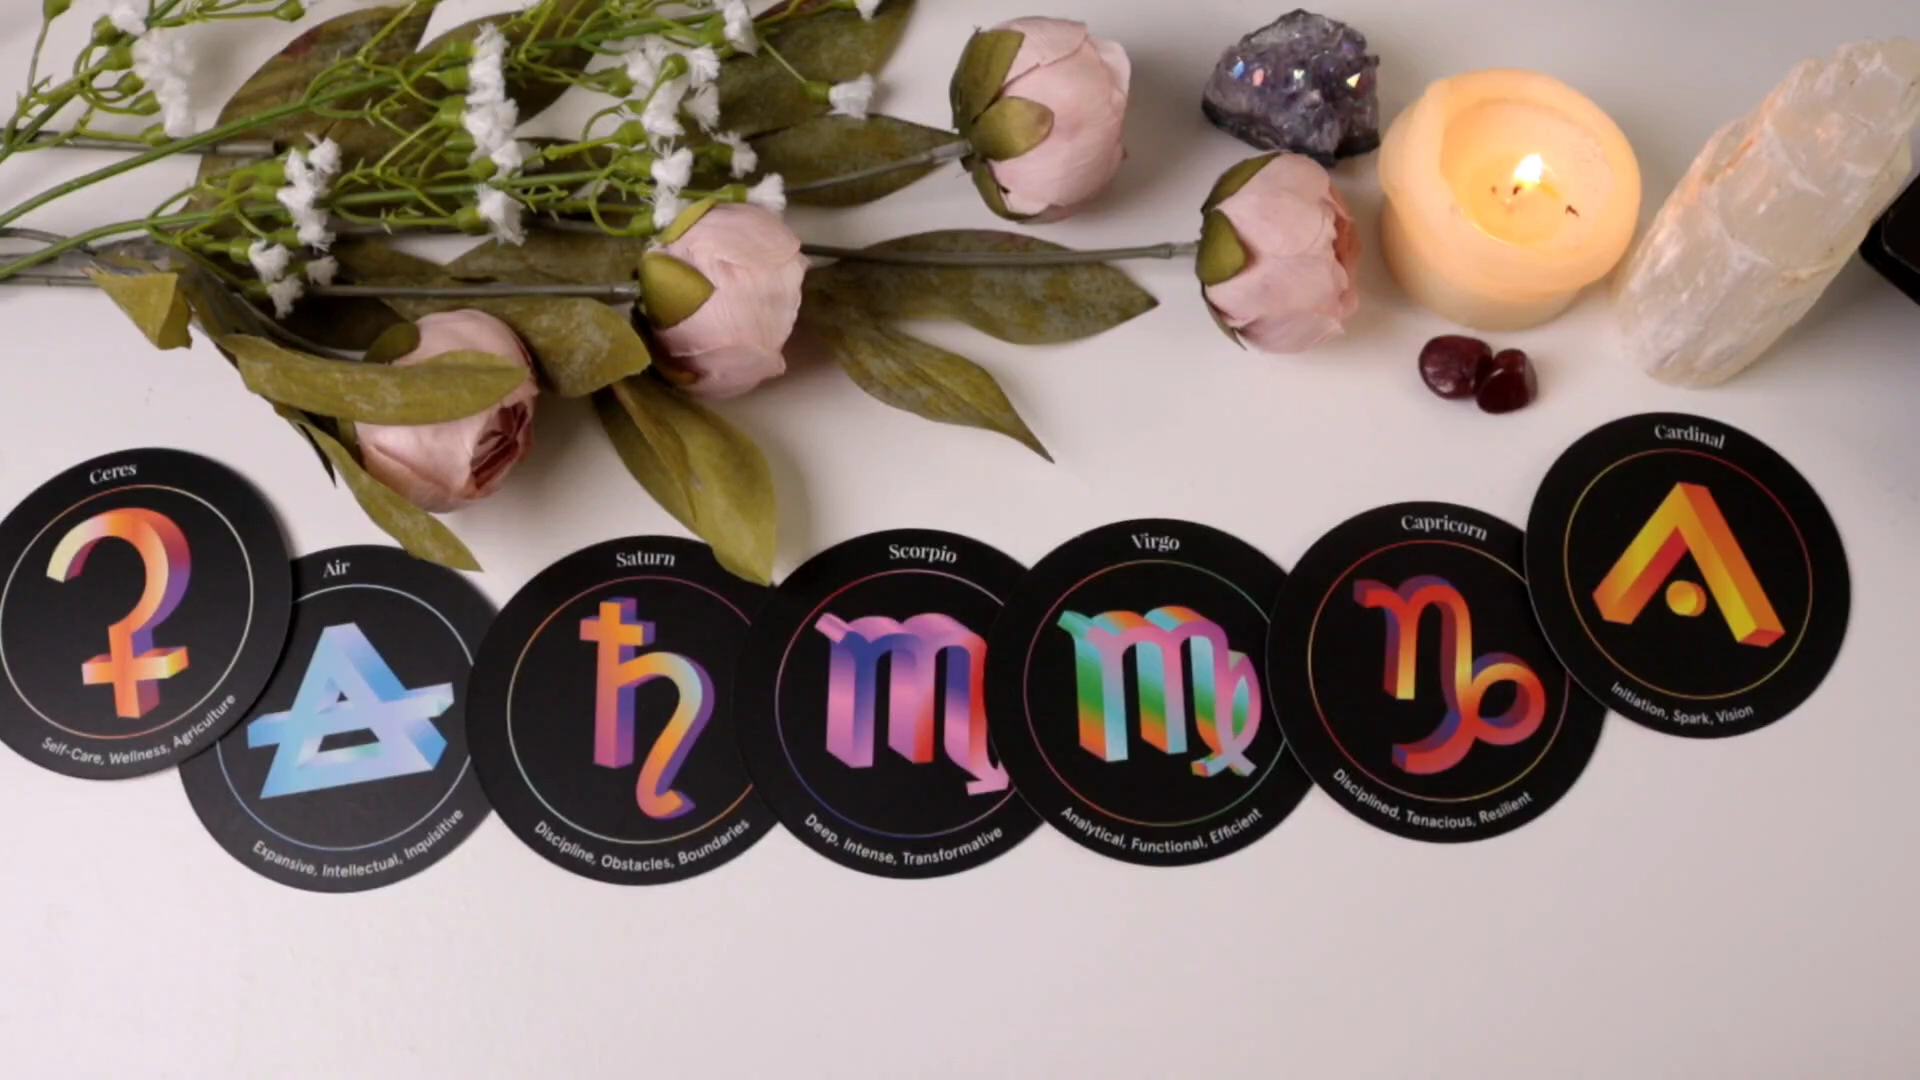 Ceres
Self-Care, Wellness, Agriculture
Air
Expansive, Intellectual, Inquisitive
Saturn
Discipline, Obstacles, Boundaries
Scorpio
Deep, Intense, Transformative
Virgo
Analytical, Functional, Efficient
Capricorn
Disciplined, Tenacious, Resilient
Cardinal
Initiation, Spark, Vision